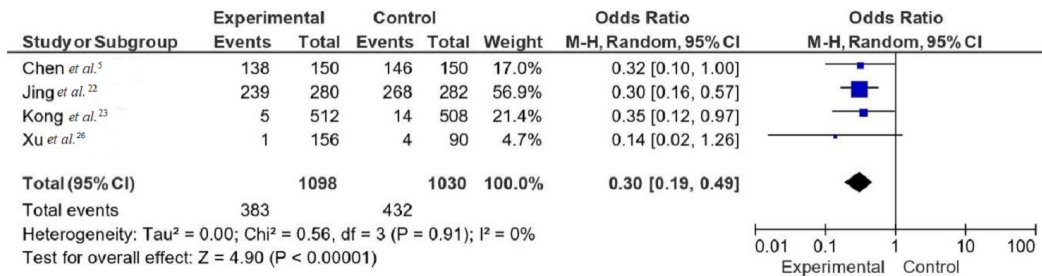 Experimental Control Odds Ratio Odds Ratio
Study or Subgroup Events Total Events Total Weight M-H, Random, 95% CI M-H, Random, 95% CI
Chen et al.⁵ 138 150 146 150 17.0% 0.32 [0.10, 1.00]
Jing et al.²² 239 280 268 282 56.9% 0.30 [0.16, 0.57]
Kong et al.²³ 5 512 14 508 21.4% 0.35 [0.12, 0.97]
Xu et al.²⁶ 1 156 4 90 4.7% 0.14 [0.02, 1.26]
Total (95% CI) 1098 1030 100.0% 0.30 [0.19, 0.49]
Total events 383 432
Heterogeneity: Tau² = 0.00; Chi² = 0.56, df = 3 (P = 0.91); I² = 0%
Test for overall effect: Z = 4.90 (P < 0.00001)
0.01 0.1 1 10 100
Experimental Control